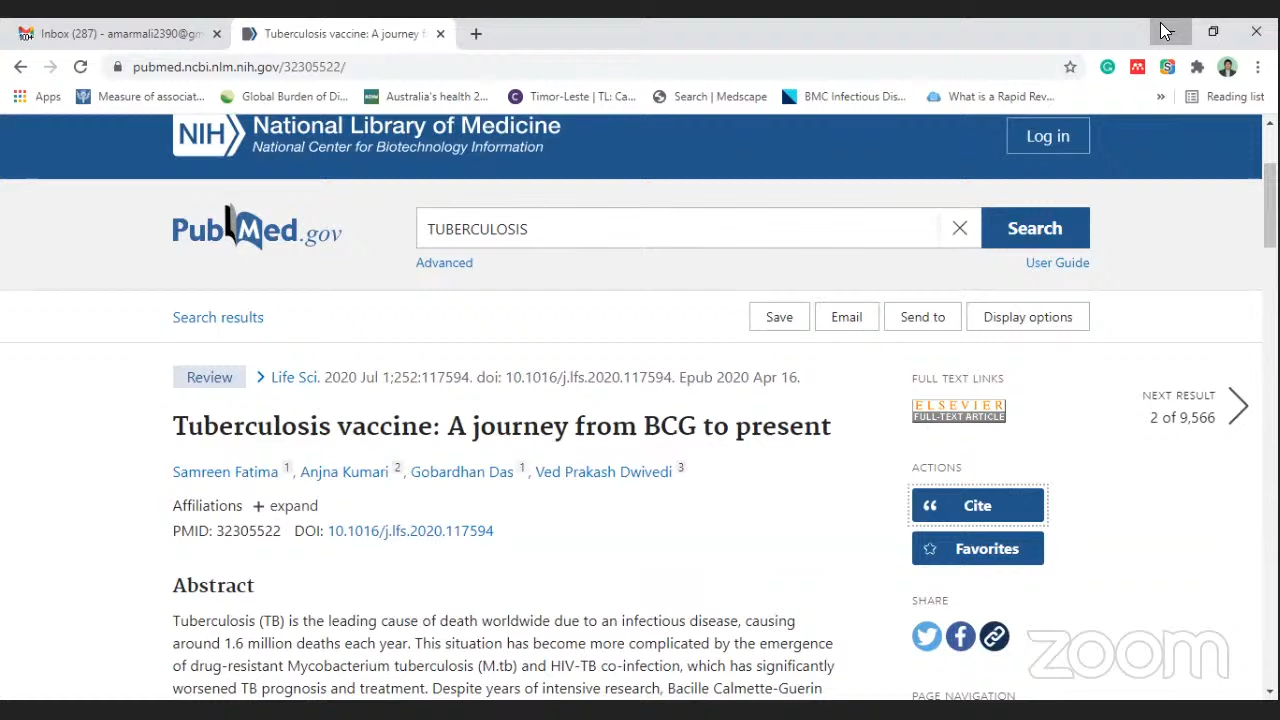 Inbox (287) - amarmali2390@gm
Tuberculosis vaccine: A journey f
pubmed.ncbi.nlm.nih.gov/32305522/
Apps Measure of associat... Global Burden of Di... Australia's health 2... Timor-Leste | TL: Ca... Search | Medscape BMC Infectious Dis... What is a Rapid Rev... » Reading list
NIH National Library of Medicine
National Center for Biotechnology Information
Log in
PubMed.gov
TUBERCULOSIS
Search
Advanced
User Guide
Search results
Save Email Send to Display options
Review Life Sci. 2020 Jul 1;252:117594. doi: 10.1016/j.lfs.2020.117594. Epub 2020 Apr 16.
Tuberculosis vaccine: A journey from BCG to present
Samreen Fatima 1, Anjna Kumari 2, Gobardhan Das 1, Ved Prakash Dwivedi 3
Affiliations + expand
PMID: 32305522 DOI: 10.1016/j.lfs.2020.117594
Abstract
Tuberculosis (TB) is the leading cause of death worldwide due to an infectious disease, causing
around 1.6 million deaths each year. This situation has become more complicated by the emergence
of drug-resistant Mycobacterium tuberculosis (M.tb) and HIV-TB co-infection, which has significantly
worsened TB prognosis and treatment. Despite years of intensive research, Bacille Calmette-Guerin
FULL TEXT LINKS
ELSEVIER
FULL-TEXT ARTICLE
NEXT RESULT
2 of 9,566
ACTIONS
Cite
Favorites
SHARE
PAGE NAVIGATION
zoom